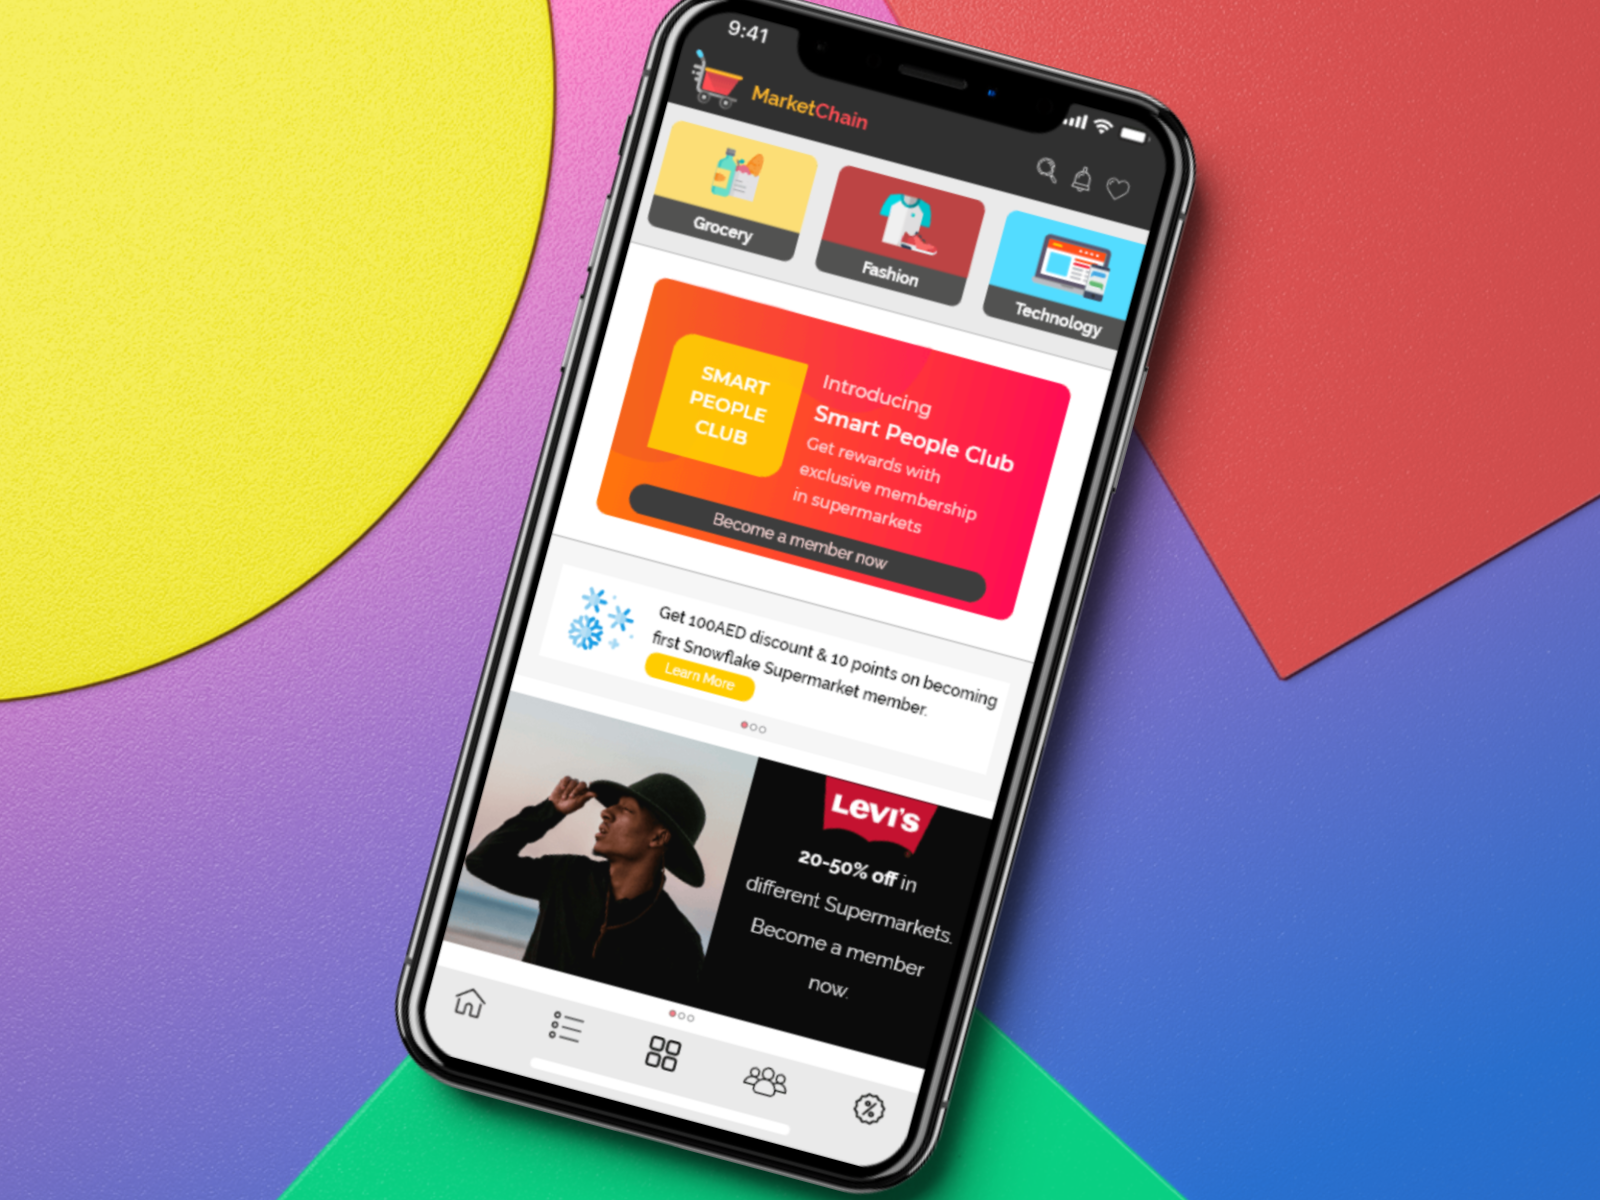 9:41
MarketChain
Grocery
Fashion
Technology
SMART
PEOPLE
CLUB
Introducing
Smart People Club
Get rewards with
exclusive membership
in supermarkets
Become a member now
Get 100AED discount & 10 points on becoming
first Snowflake Supermarket member.
Learn More
LEVI'S
20-50% off in
different Supermarkets.
Become a member
now.